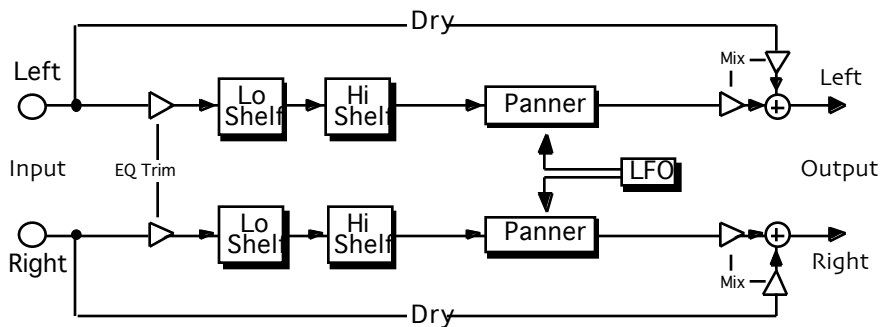 Dry
Mix
Left
Left
Lo
Shelf
Hi
Shelf
Panner
Input
EQ Trim
LFO
Output
Lo
Shelf
Hi
Shelf
Panner
Right
Right
Mix
Dry